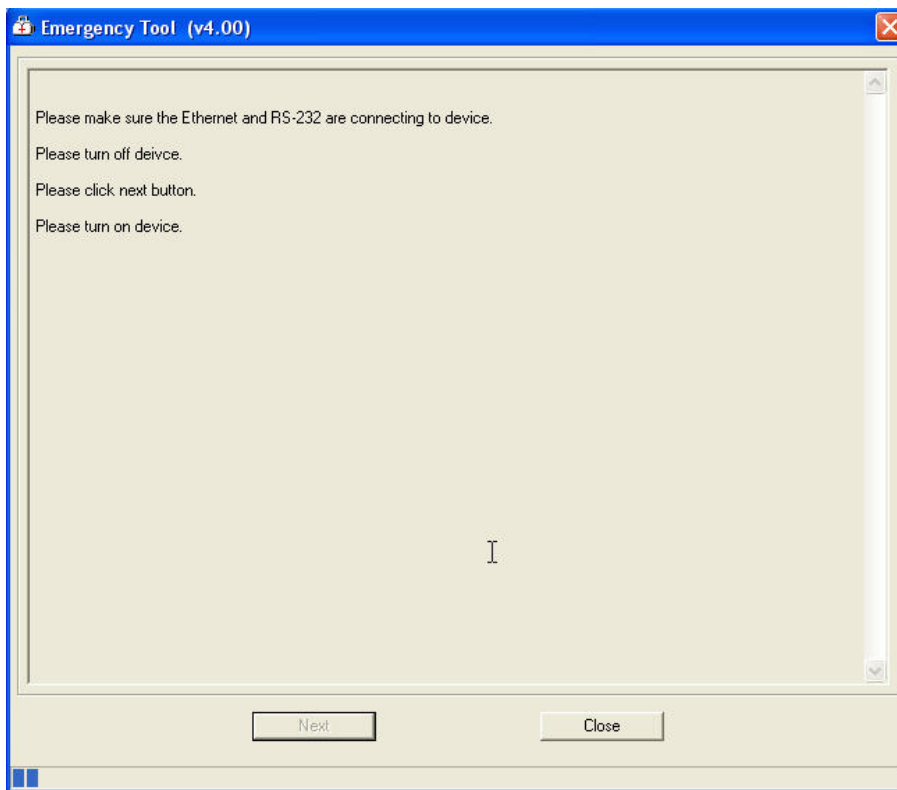 Emergency Tool (v4.00)
Please make sure the Ethernet and RS-232 are connecting to device.
Please turn off deivce.
Please click next button.
Please turn on device.
Next
Close